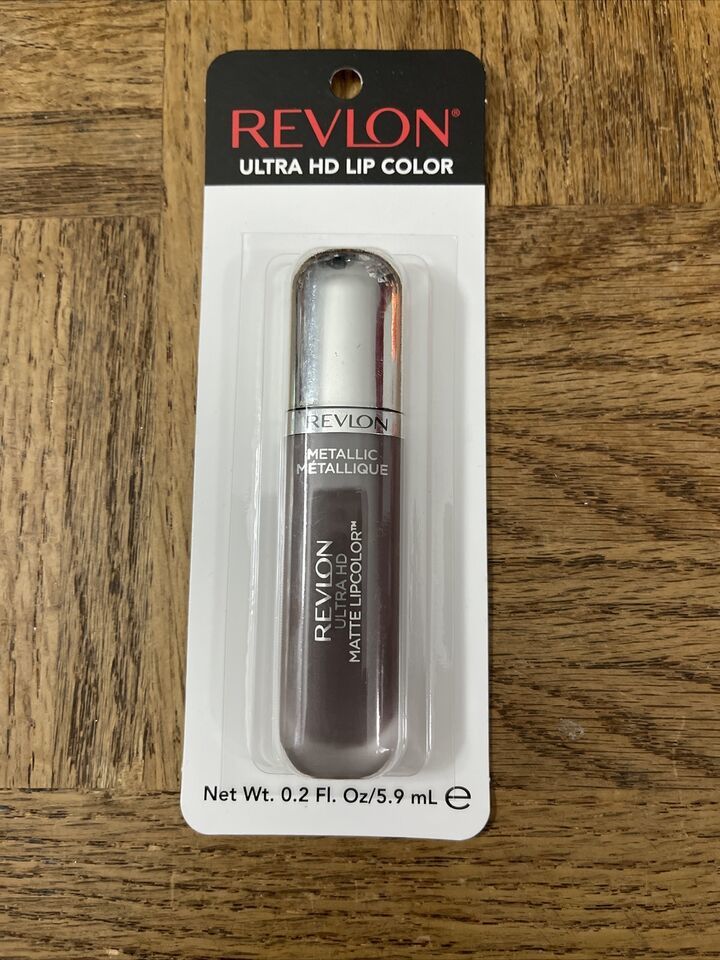 REVLON®
ULTRA HD LIP COLOR
REVLON
METALLIC
MÉTALLIQUE
REVLON
ULTRA HD
MATTE LIPCOLOR™
Net Wt. 0.2 Fl. Oz/5.9 mL ℮